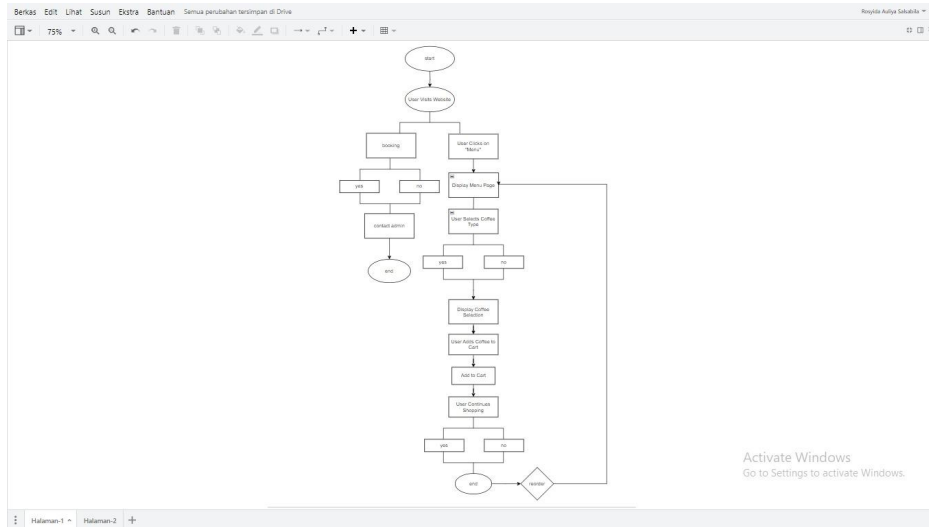 Berkas Edit Lihat Susun Ekstra Bantuan Semua perubahan tersimpan di Drive
Rosyida Auliya Salsabila
75%
start
User Visits Website
booking
User Clicks on
"Menu"
yes
no
Display Menu Page
contact admin
User Selects Coffee
Type
end
yes
no
Display Coffee
Selection
User Adds Coffee to
Cart
Add to Cart
User Continues
Shopping
yes
no
end
reorder
Activate Windows
Go to Settings to activate Windows.
Halaman-1
Halaman-2